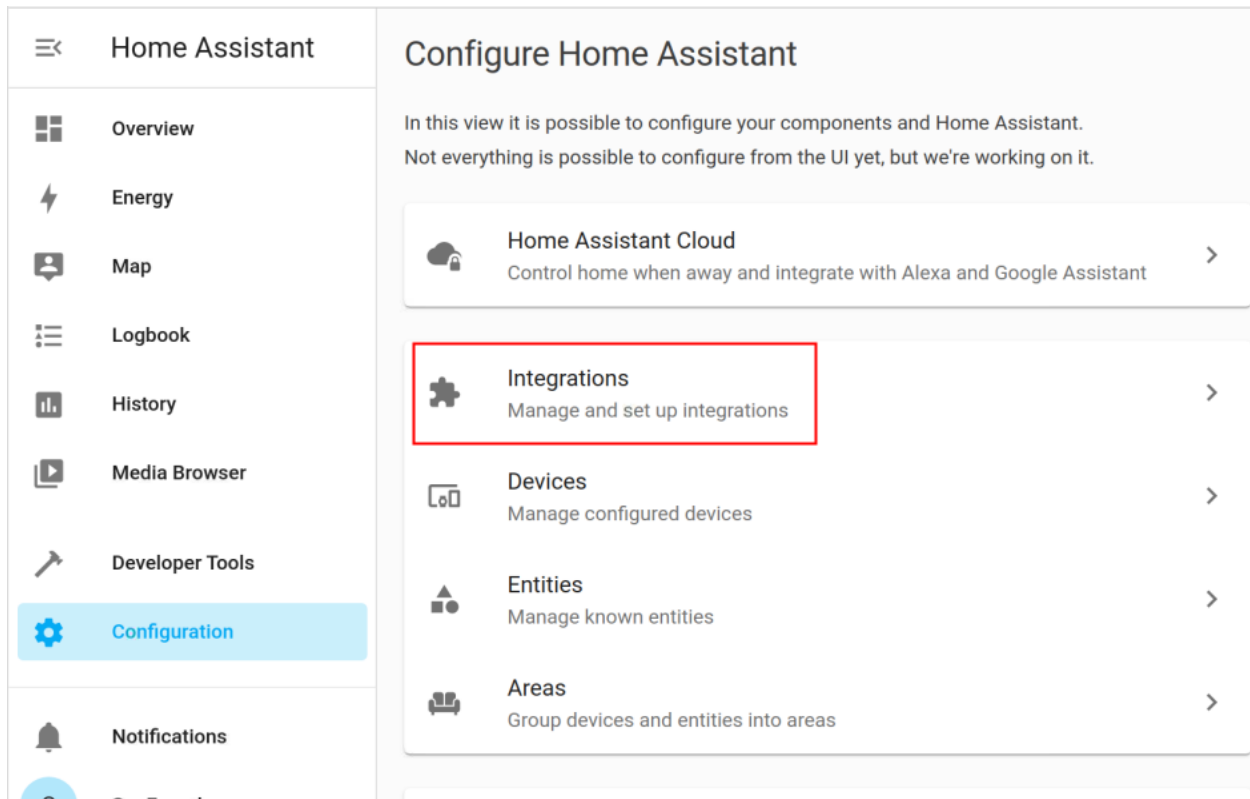 Home Assistant
Overview
Energy
Map
Logbook
History
Media Browser
Developer Tools
Configuration
Notifications
Configure Home Assistant
In this view it is possible to configure your components and Home Assistant.
Not everything is possible to configure from the UI yet, but we're working on it.
Home Assistant Cloud
Control home when away and integrate with Alexa and Google Assistant
Integrations
Manage and set up integrations
Devices
Manage configured devices
Entities
Manage known entities
Areas
Group devices and entities into areas